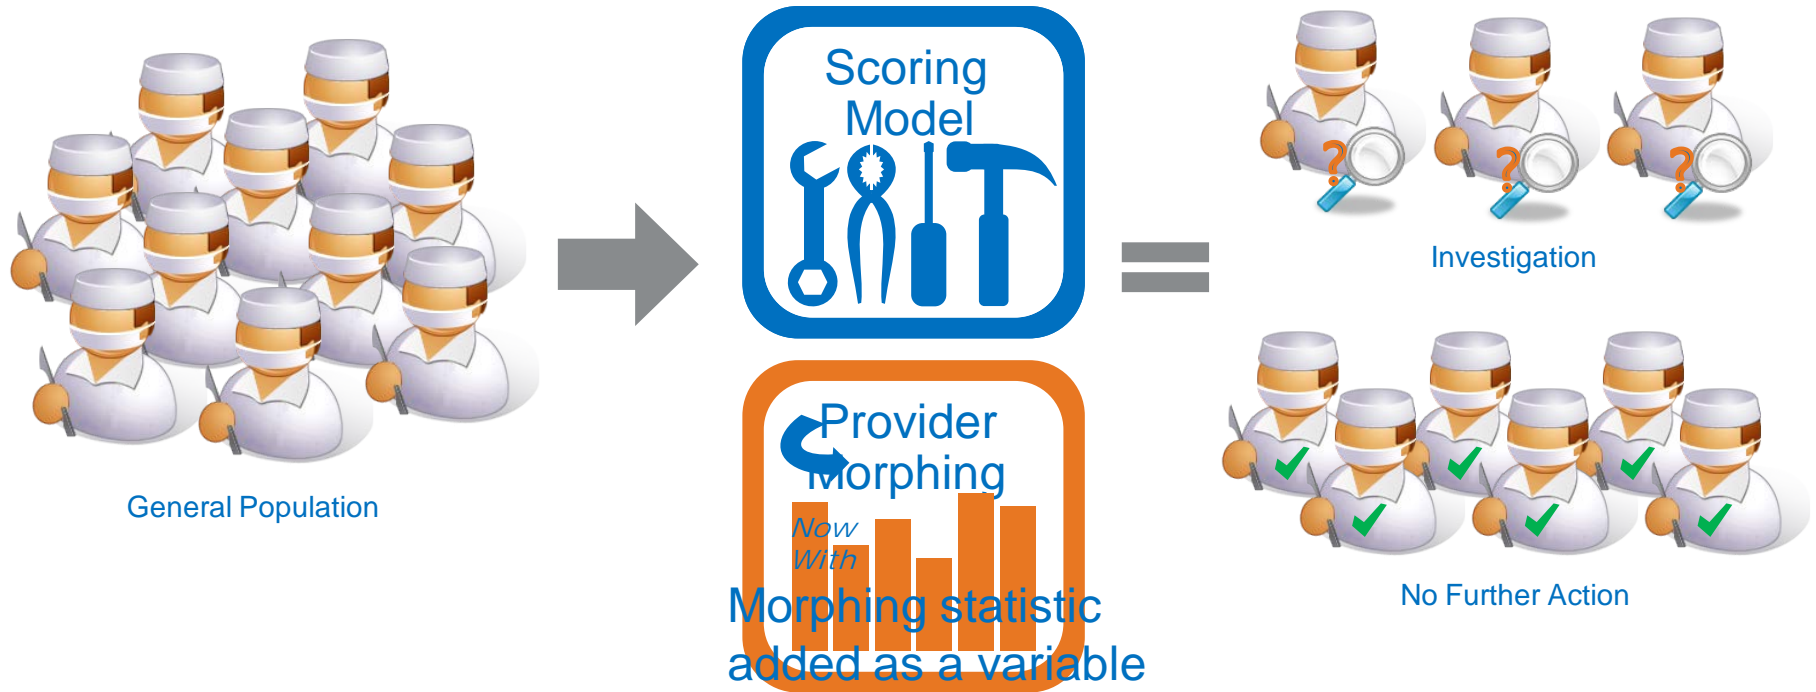 General Population
Scoring
Model
Provider
Morphing
Now
With
Morphing statistic
added as a variable
?
?
?
Investigation
No Further Action